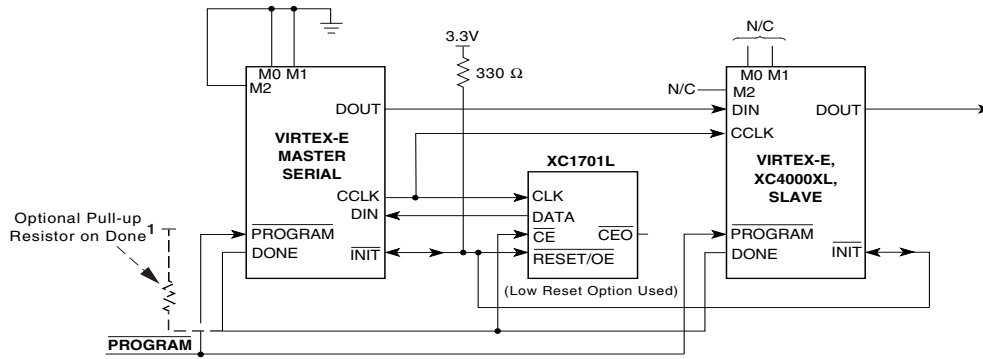 N/C
3.3V
330 Ω
M0 M1
M2
DOUT
VIRTEX-E
MASTER
SERIAL
CCLK
DIN
PROGRAM
DONE
INIT
XC1701L
CLK
DATA
CE
CEO
RESET/OE
(Low Reset Option Used)
M0 M1
N/C
M2
DIN
DOUT
CCLK
VIRTEX-E,
XC4000XL,
SLAVE
PROGRAM
DONE
INIT
Optional Pull-up
Resistor on Done1
PROGRAM